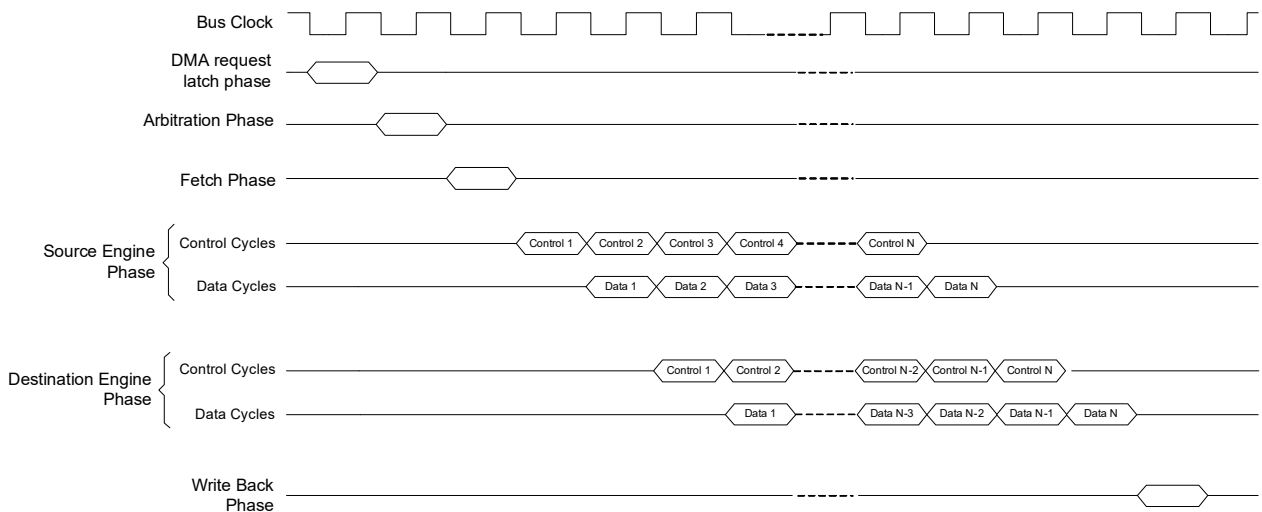 Bus Clock
DMA request
latch phase
Arbitration Phase
Fetch Phase
Source Engine
Phase
Control Cycles
Control 1
Control 2
Control 3
Control 4
Control N
Data Cycles
Data 1
Data 2
Data 3
Data N-1
Data N
Destination Engine
Phase
Control Cycles
Control 1
Control 2
Control N-2
Control N-1
Control N
Data Cycles
Data 1
Data N-3
Data N-2
Data N-1
Data N
Write Back
Phase